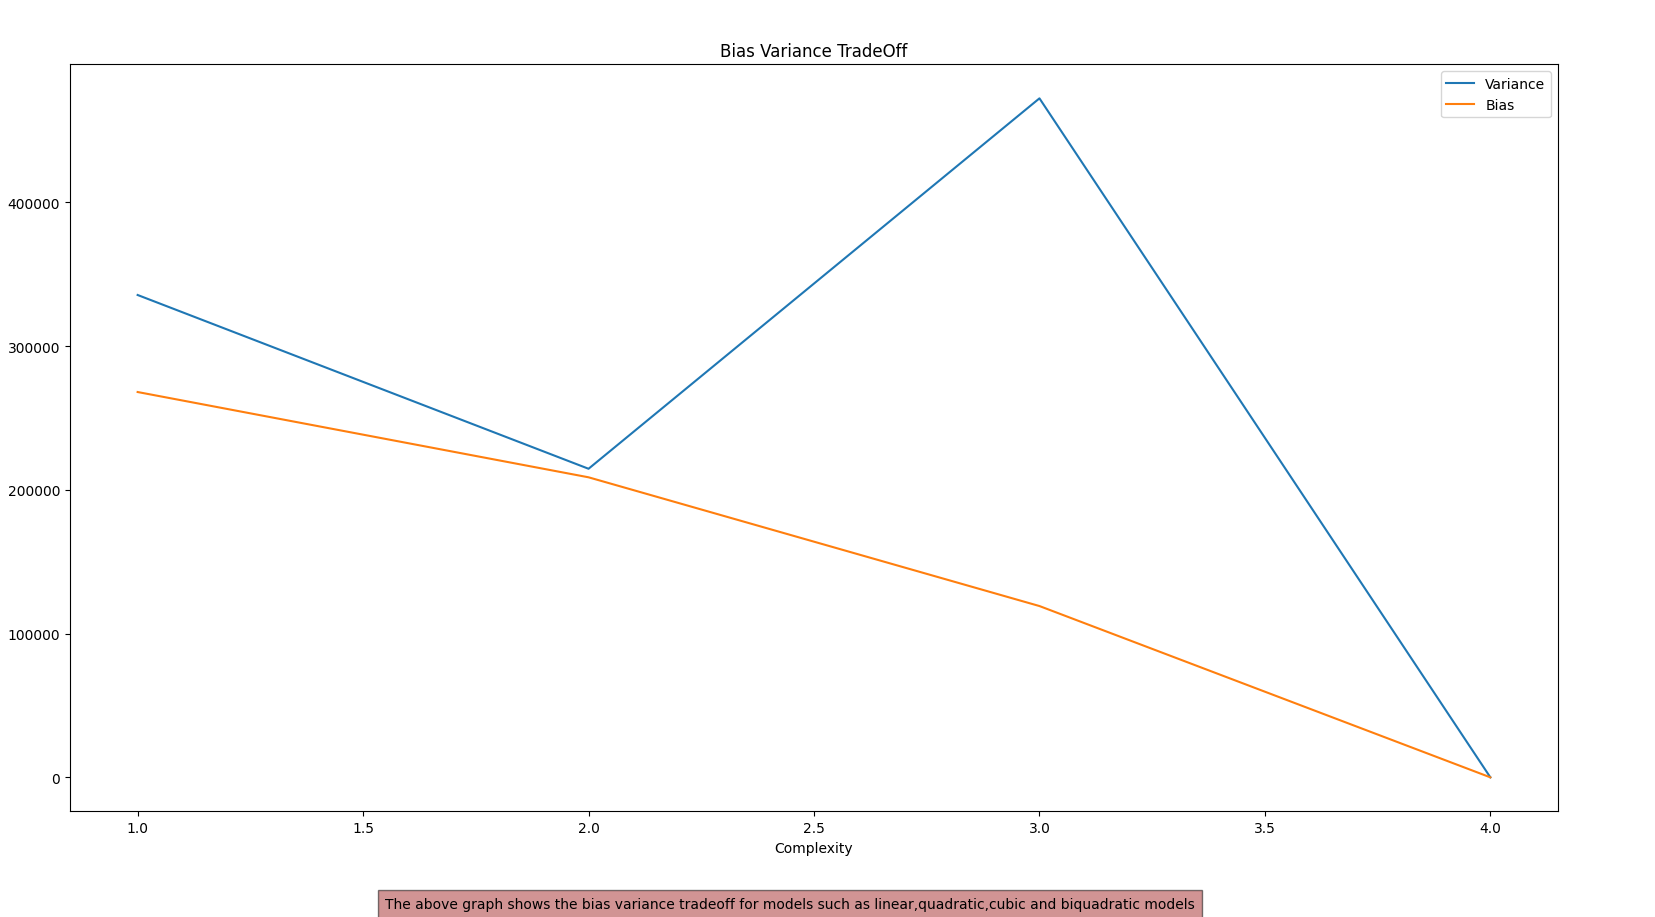 Bias Variance TradeOff
Variance
Bias
400000
300000
200000
100000
0
1.0 1.5 2.0 2.5 3.0 3.5 4.0
Complexity
The above graph shows the bias variance tradeoff for models such as linear,quadratic,cubic and biquadratic models